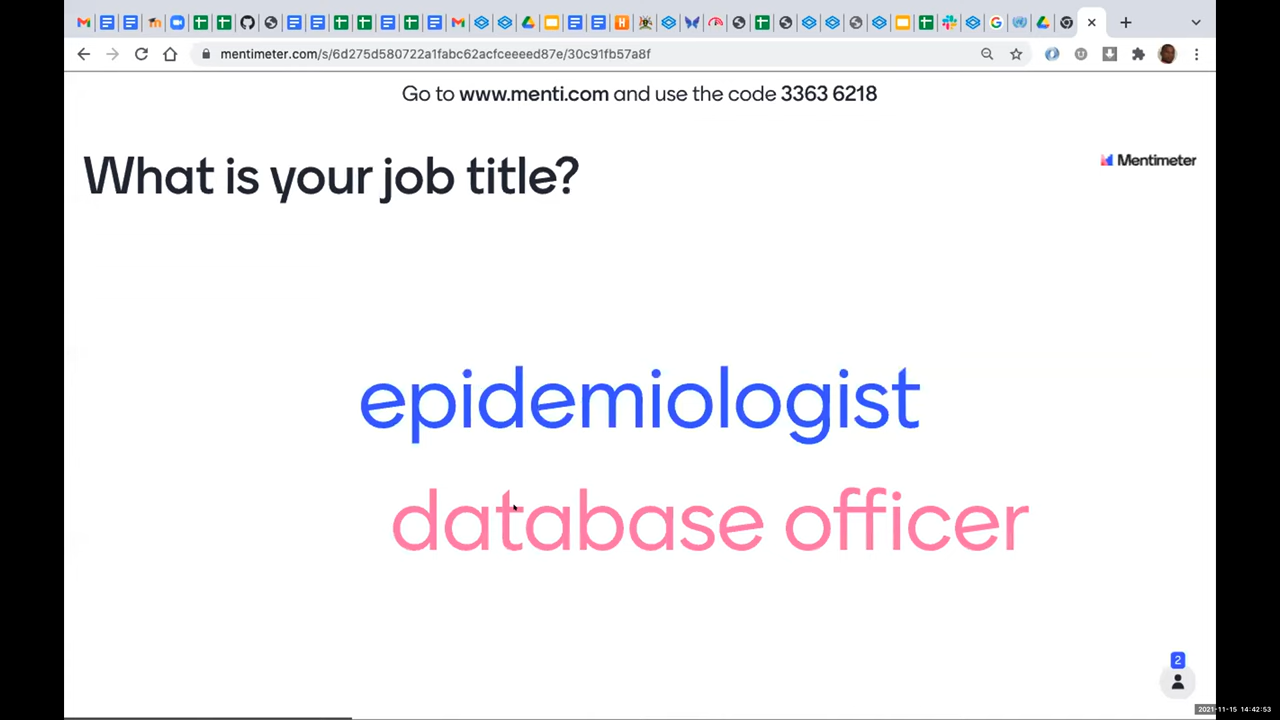 mentimeter.com/s/6d275d580722a1fabc62acfceeeed87e/30c91fb57a8f
Go to www.menti.com and use the code 3363 6218
What is your job title?
Mentimeter
epidemiologist
database officer
2
2021-11-15 14:42:53